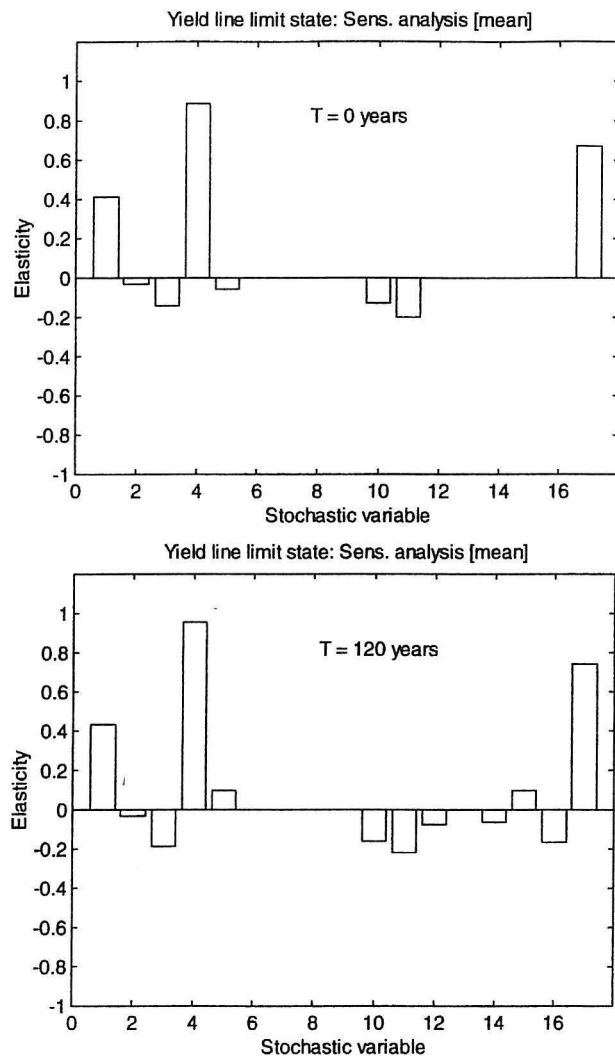 Yield line limit state: Sens. analysis [mean]
T = 0 years
1
0.8
0.6
0.4
0.2
0
-0.2
-0.4
-0.6
-0.8
-1
Elasticity
0 2 4 6 8 10 12 14 16
Stochastic variable
Yield line limit state: Sens. analysis [mean]
T = 120 years
1
0.8
0.6
0.4
0.2
0
-0.2
-0.4
-0.6
-0.8
-1
Elasticity
0 2 4 6 8 10 12 14 16
Stochastic variable